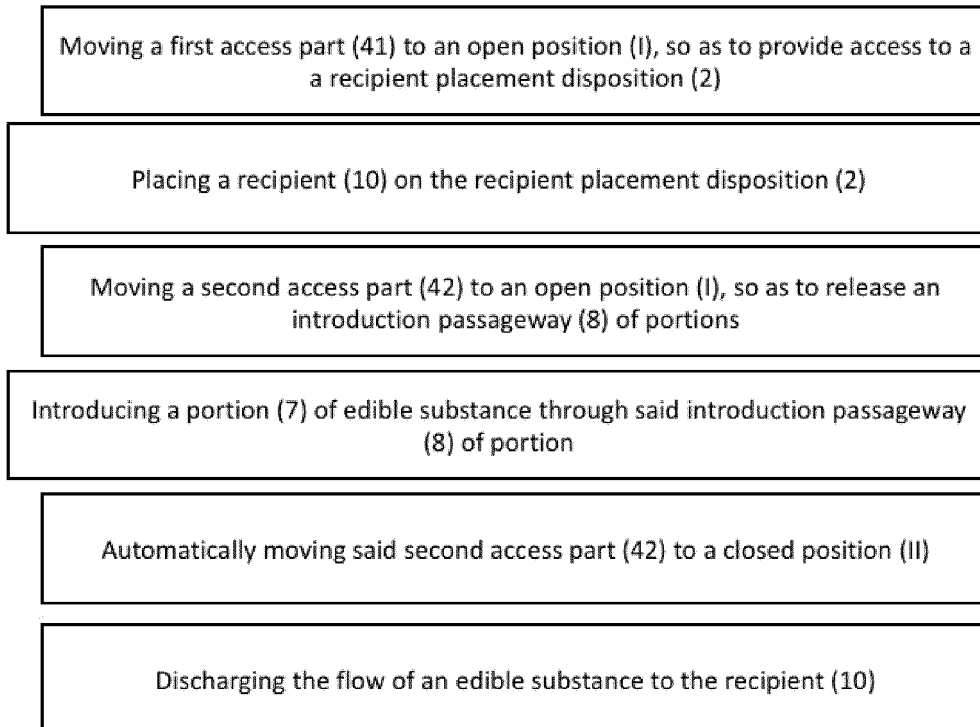 Moving a first access part (41) to an open position (I), so as to provide access to a
a recipient placement disposition (2)
Placing a recipient (10) on the recipient placement disposition (2)
Moving a second access part (42) to an open position (I), so as to release an
introduction passageway (8) of portions
Introducing a portion (7) of edible substance through said introduction passageway
(8) of portion
Automatically moving said second access part (42) to a closed position (II)
Discharging the flow of an edible substance to the recipient (10)